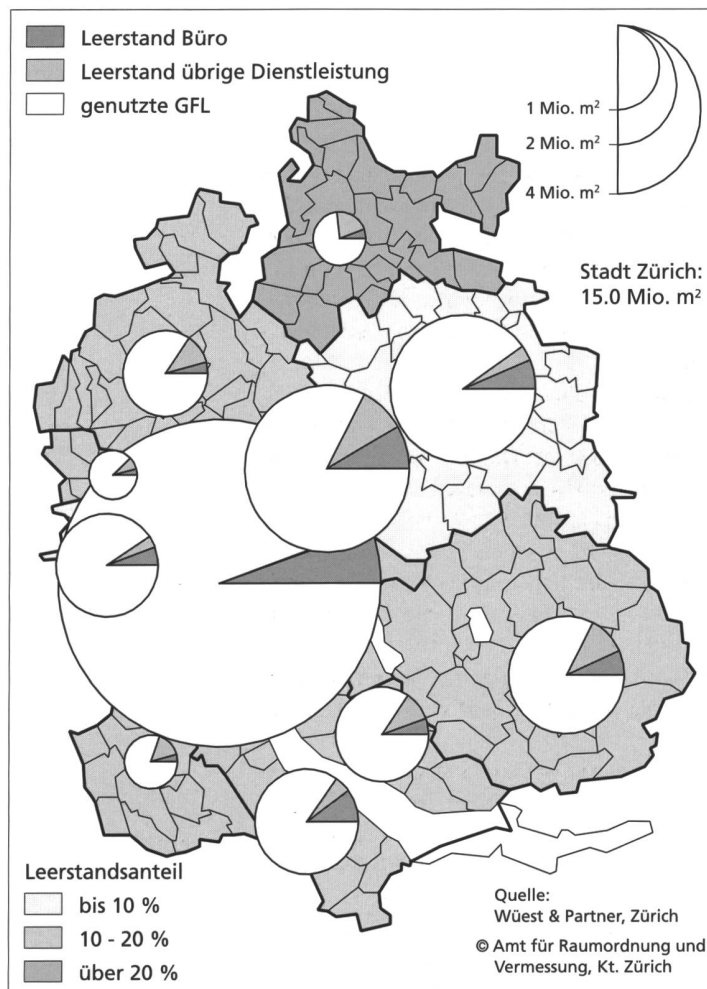 Leerstand Büro
Leerstand übrige Dienstleistung
genutzte GFL
1 Mio. m²
2 Mio. m²
4 Mio. m²
Stadt Zürich:
15.0 Mio. m²
Leerstandsanteil
bis 10 %
10 - 20 %
über 20 %
Quelle:
Wüest & Partner, Zürich
© Amt für Raumordnung und
Vermessung, Kt. Zürich